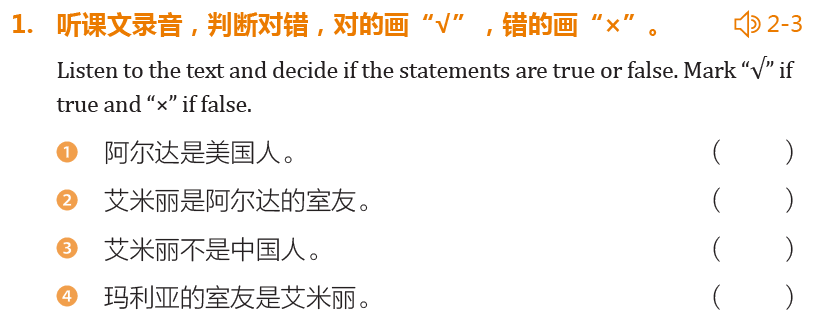 1. 听课文录音，判断对错，对的画“√”，错的画“×”。 2-3
Listen to the text and decide if the statements are true or false. Mark “√” if
true and “×” if false.
1 阿尔达是美国人。 ( )
2 艾米丽是阿尔达的室友。 ( )
3 艾米丽不是中国人。 ( )
4 玛利亚的室友是艾米丽。 ( )